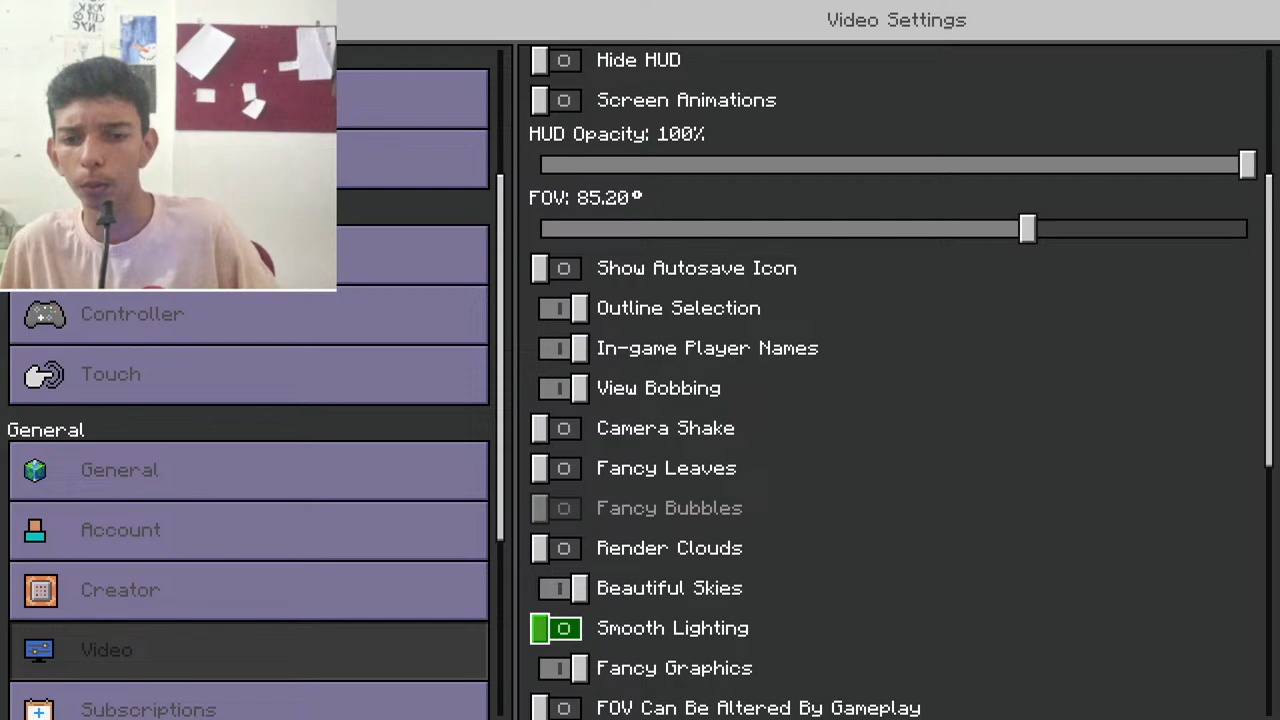 Video Settings
Hide HUD
Screen Animations
HUD Opacity: 100%
FOV: 85.20°
Show Autosave Icon
Outline Selection
In-game Player Names
View Bobbing
Camera Shake
Fancy Leaves
Fancy Bubbles
Render Clouds
Beautiful Skies
Smooth Lighting
Fancy Graphics
FOV Can Be Altered By Gameplay
Controller
Touch
General
General
Account
Creator
Video
Subscriptions